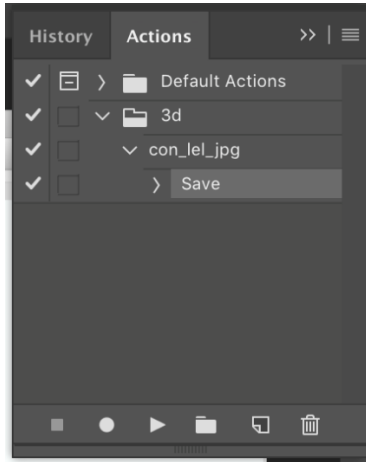 History Actions
Default Actions
3d
con_lel_jpg
Save